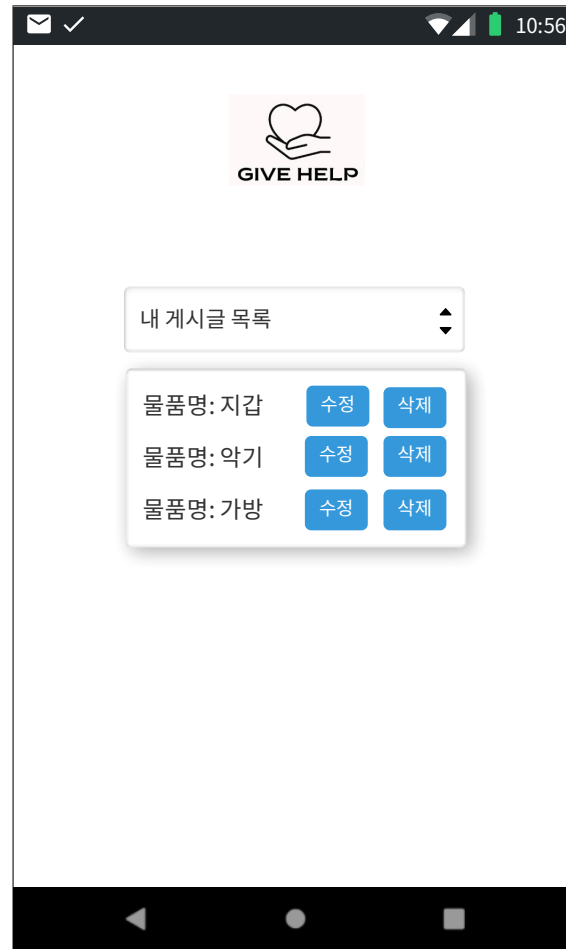 10:56
GIVE HELP
내 게시글 목록
물품명: 지갑 수정 삭제
물품명: 악기 수정 삭제
물품명: 가방 수정 삭제